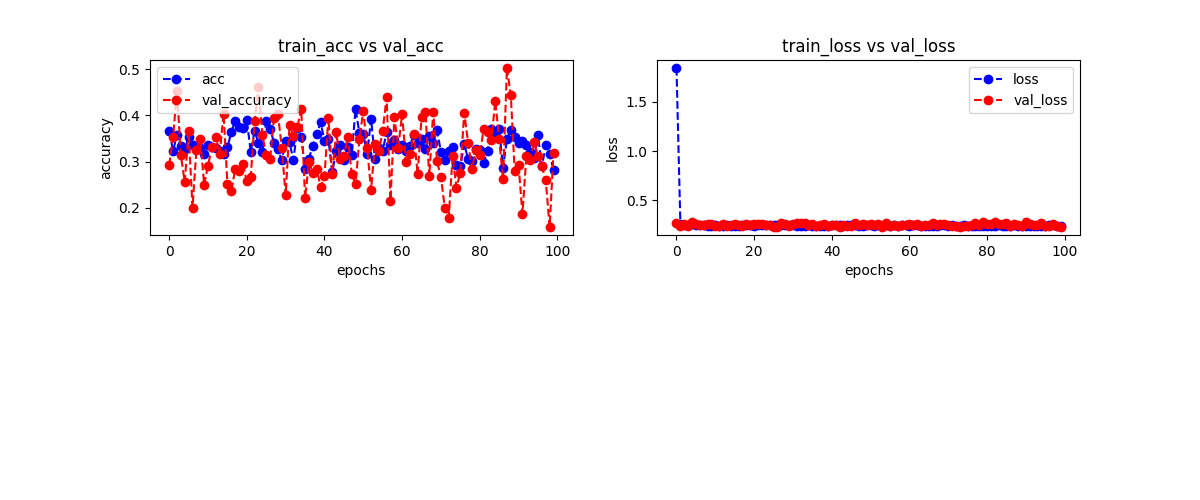 train_acc vs val_acc
0.5
0.4
0.3
0.2
accuracy
acc
val_accuracy
0
20
40
60
80
100
epochs
train_loss vs val_loss
1.5
1.0
0.5
loss
loss
val_loss
0
20
40
60
80
100
epochs